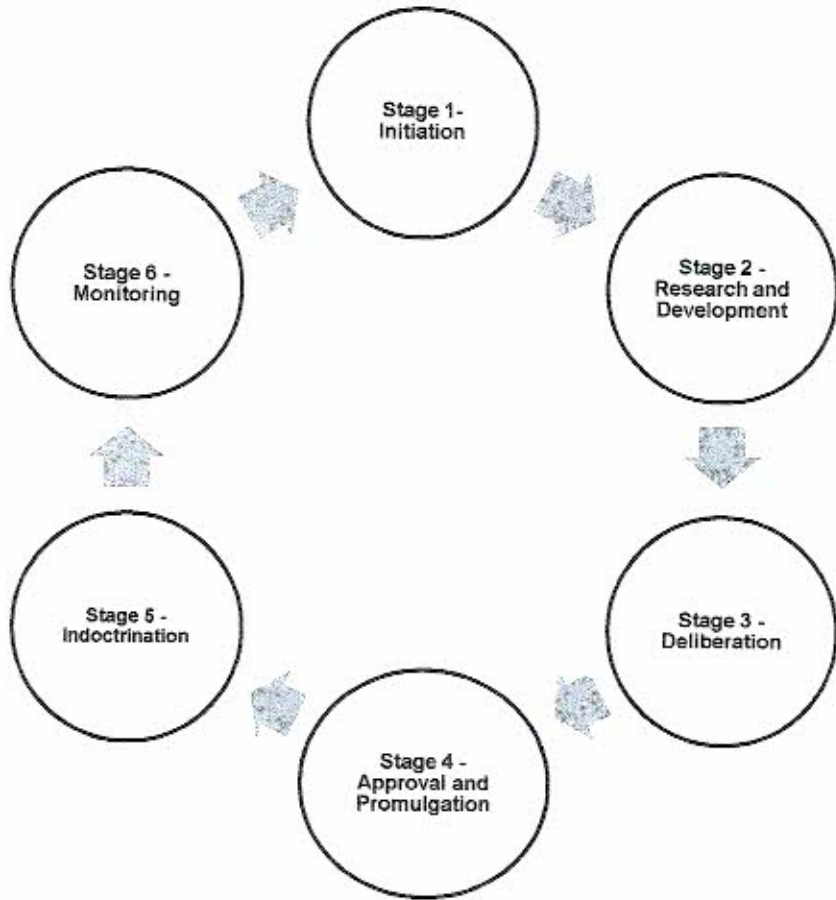 Stage 1-
Initiation
Stage 2 -
Research and
Development
Stage 3 -
Deliberation
Stage 4 -
Approval and
Promulgation
Stage 5 -
Indoctrination
Stage 6 -
Monitoring